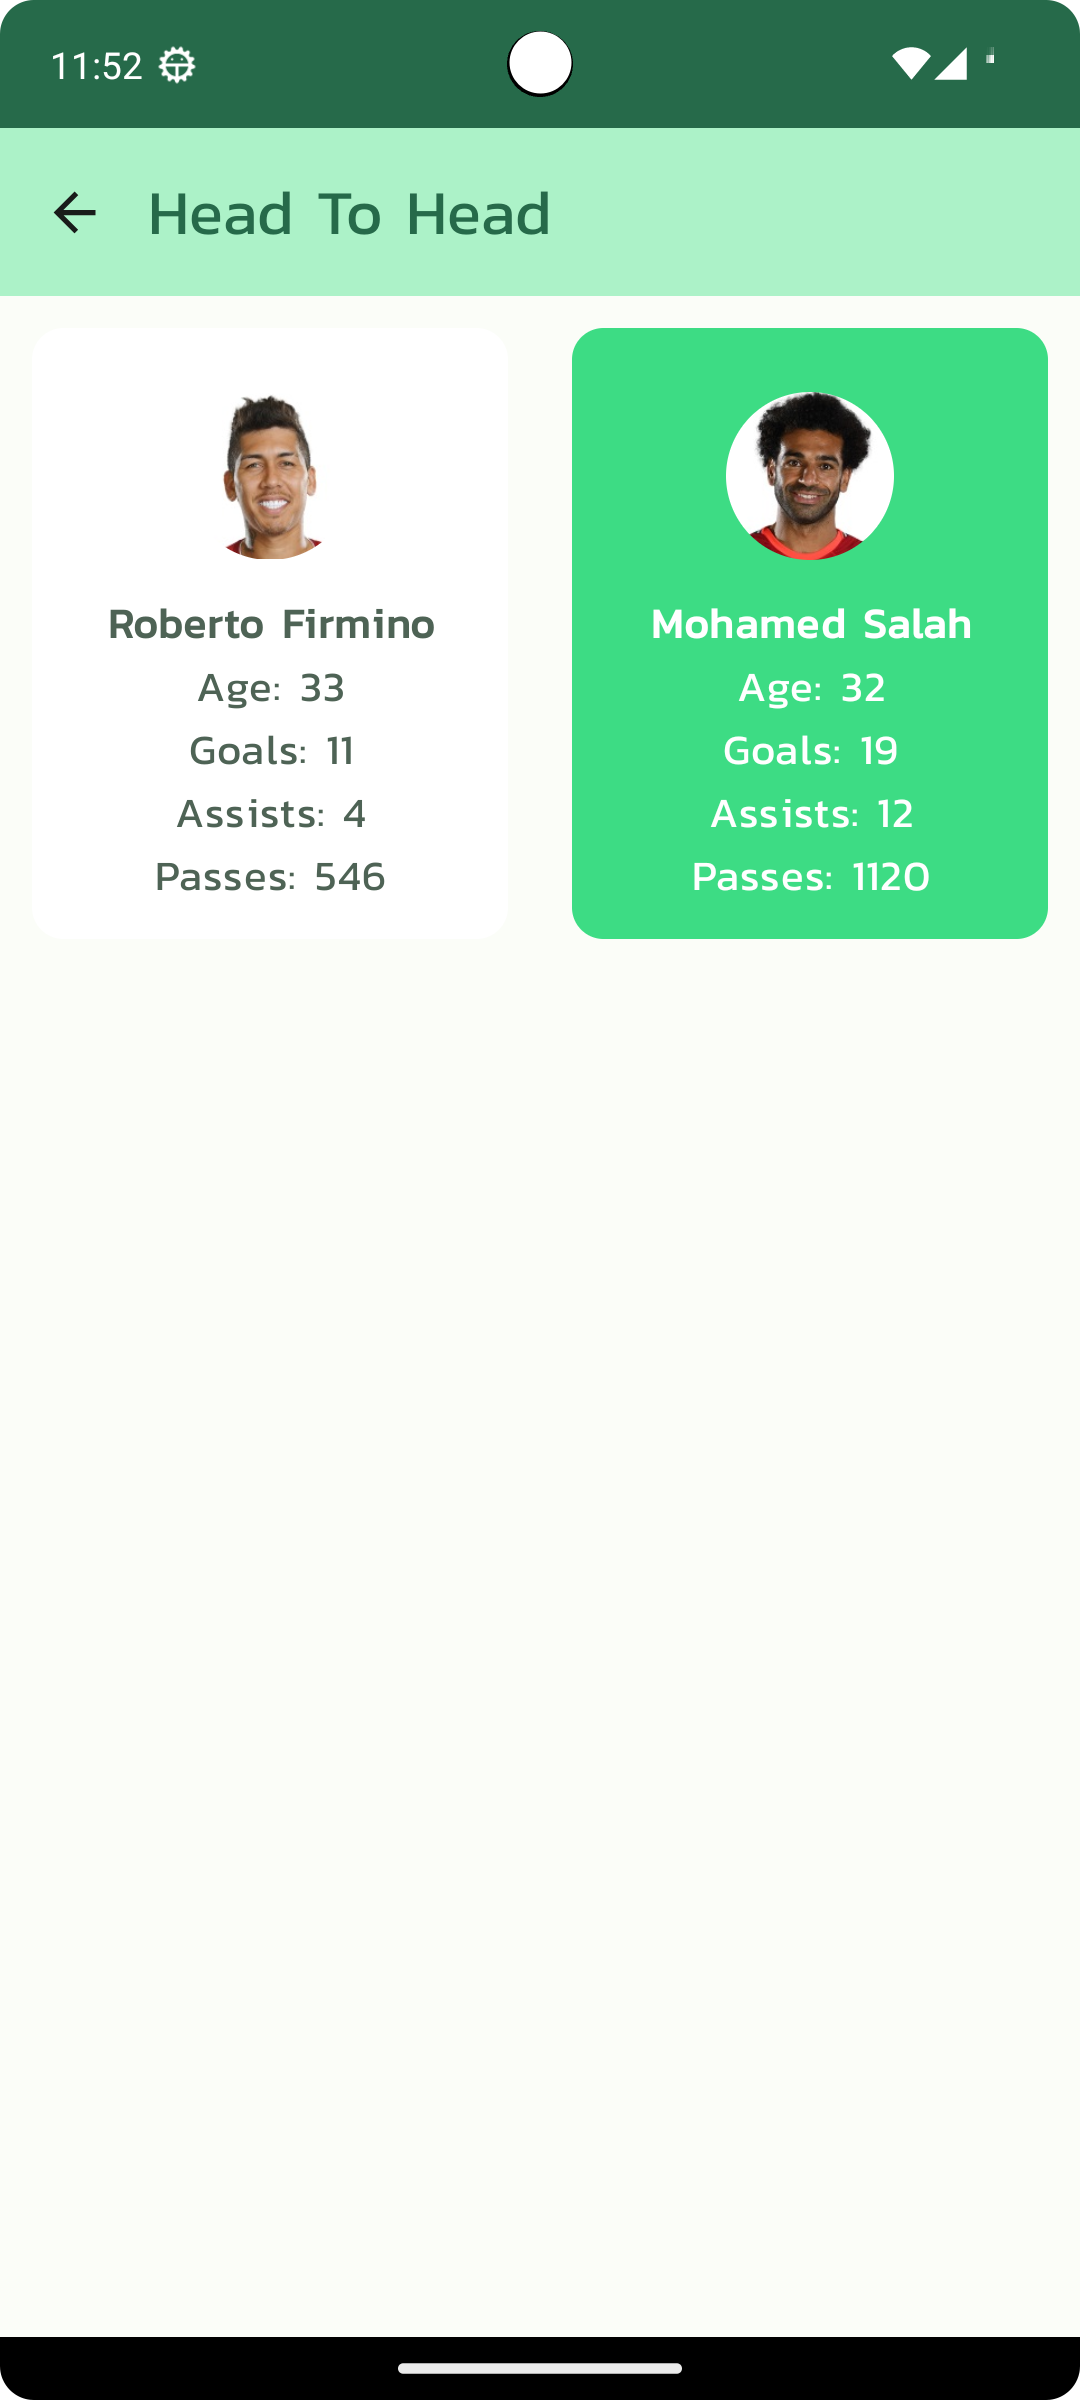 11:52
Head To Head
Roberto Firmino
Age: 33
Goals: 11
Assists: 4
Passes: 546
Mohamed Salah
Age: 32
Goals: 19
Assists: 12
Passes: 1120